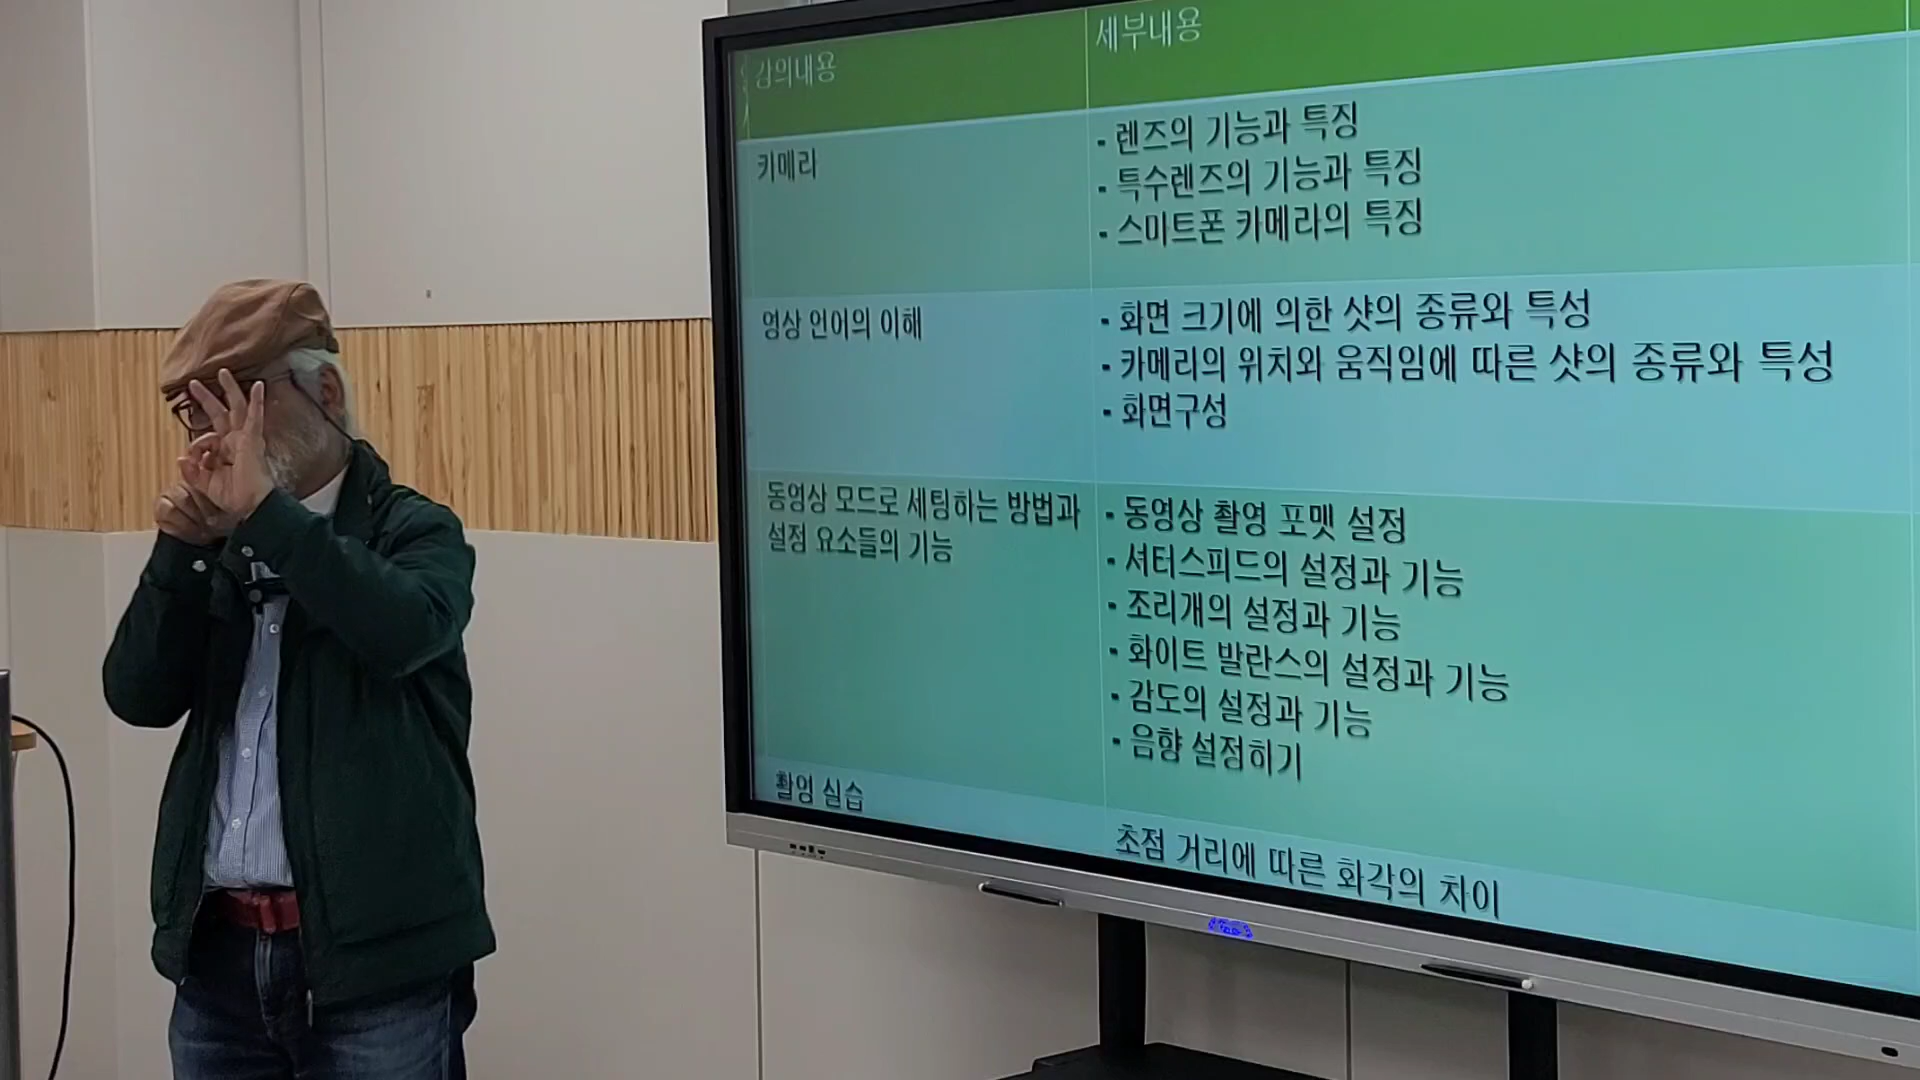 강의내용
세부내용
키메라
- 렌즈의 기능과 특징
- 특수렌즈의 기능과 특징
- 스마트폰 카메라의 특징
영상 언어의 이해
- 화면 크기에 의한 샷의 종류와 특성
- 카메리의 위치와 움직임에 따른 샷의 종류와 특성
- 화면구성
동영상 모드로 세팅하는 방법과
설정 요소들의 기능
- 동영상 촬영 포맷 설정
- 셔터스피드의 설정과 기능
- 조리개의 설정과 기능
- 화이트 발란스의 설정과 기능
- 감도의 설정과 기능
- 음향 설정히기
촬영 실습
초점 거리에 따른 화각의 차이